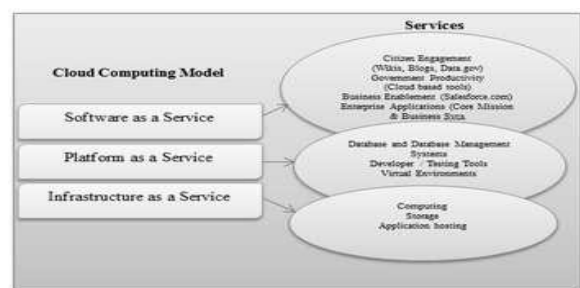 Services
Cloud Computing Model
Citizen Engagement
(Wikis, Blogs, Data.gov)
Government Productivity
(Cloud based tools)
Business Enablement (Salesforce.com)
Enterprise Applications (Core Mission
& Business Svcs
Software as a Service
Database and Database Management
Systems
Developer / Testing Tools
Virtual Environments
Platform as a Service
Infrastructure as a Service
Computing
Storage
Application hosting